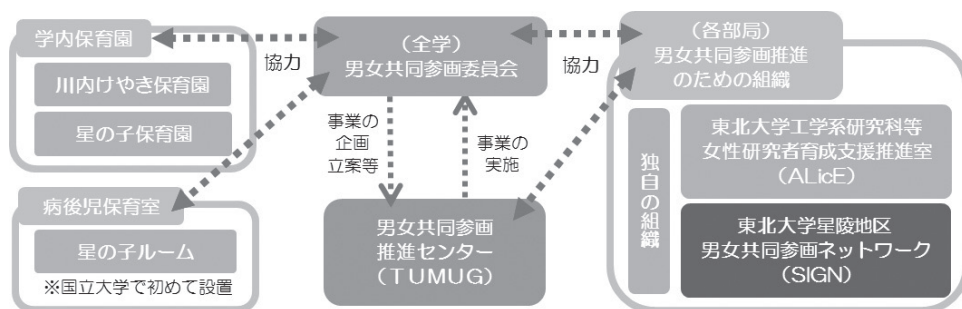 学内保育園
川内けやき保育園
星の子保育園
病後児保育室
星の子ルーム
※国立大学で初めて設置
協力
（全学）
男女共同参画委員会
事業の
企画
立案等
事業の
実施
男女共同参画
推進センター
（TUMUG）
協力
（各部局）
男女共同参画推進
のための組織
独自の組織
東北大学工学系研究科等
女性研究者育成支援推進室
（ALicE）
東北大学星陵地区
男女共同参画ネットワーク
（SIGN）